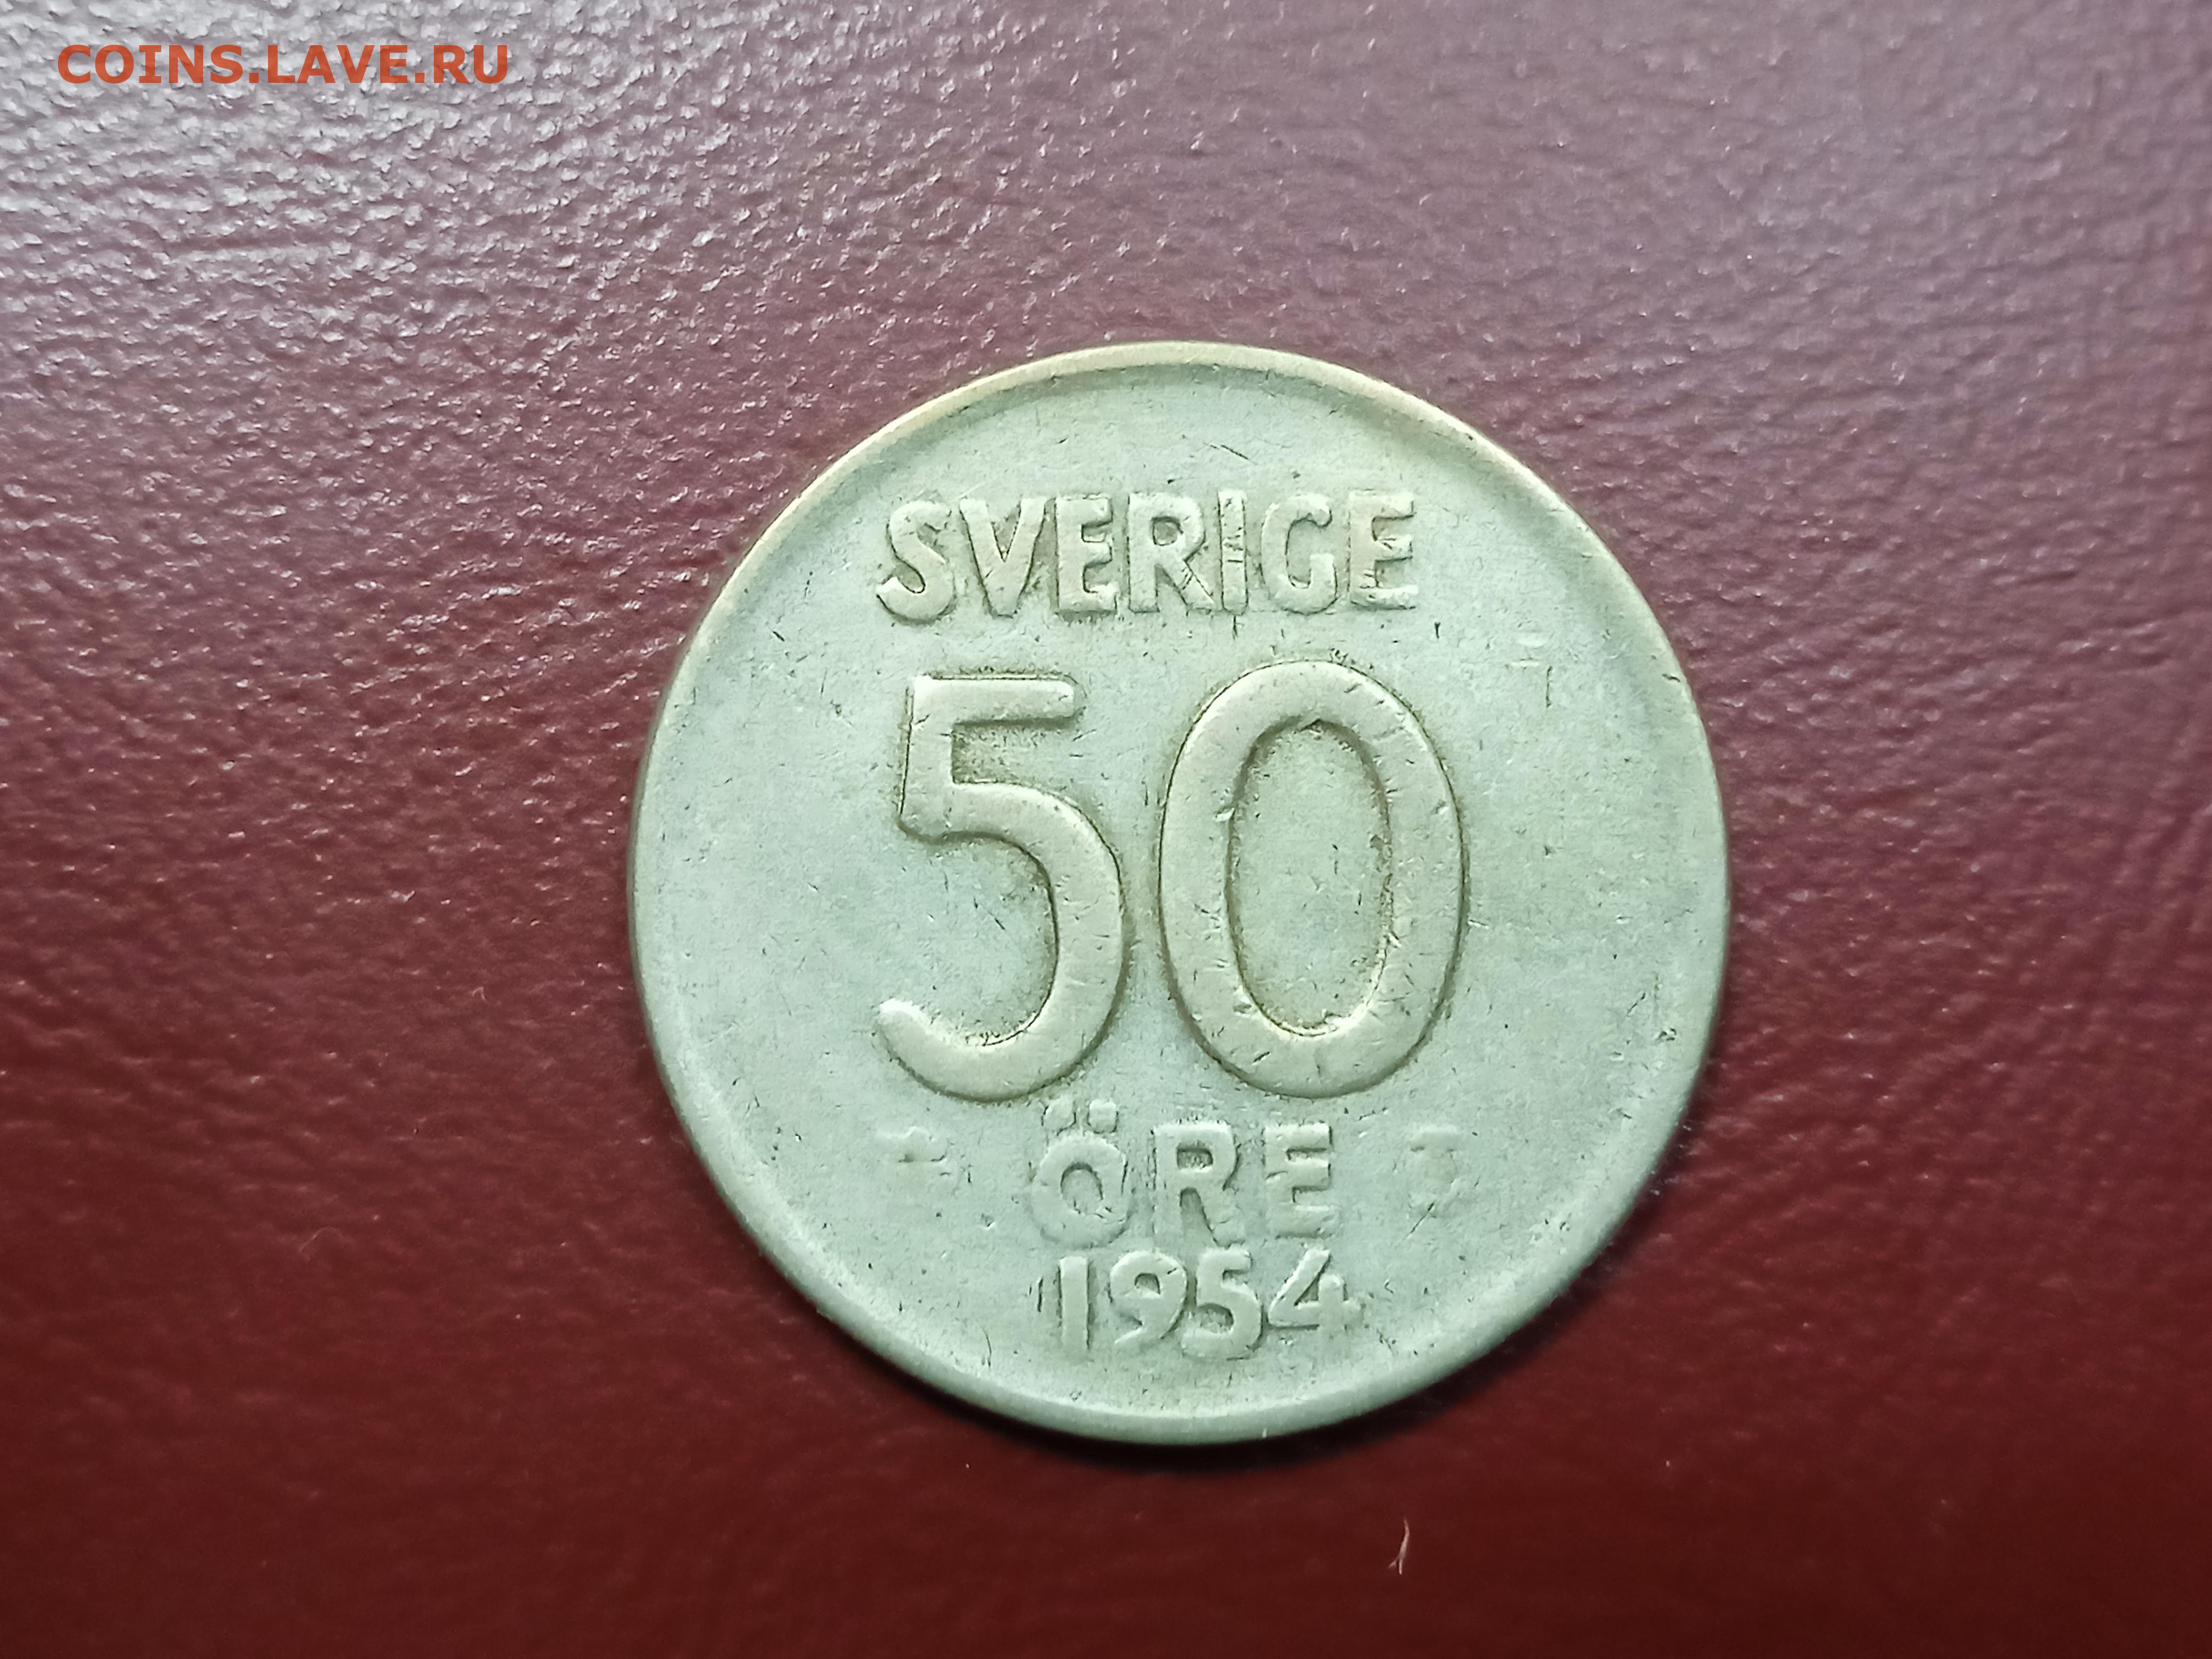 COINS.LAVE.RU
SVERIGE
50
ÖRE
1954